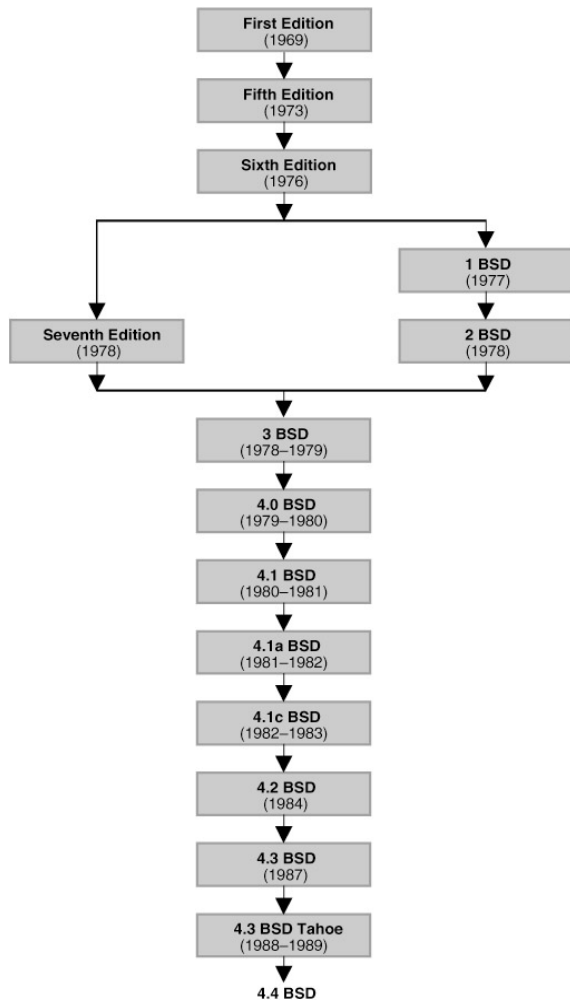 First Edition
(1969)
Fifth Edition
(1973)
Sixth Edition
(1976)
1 BSD
(1977)
Seventh Edition
(1978)
2 BSD
(1978)
3 BSD
(1978–1979)
4.0 BSD
(1979–1980)
4.1 BSD
(1980–1981)
4.1a BSD
(1981–1982)
4.1c BSD
(1982–1983)
4.2 BSD
(1984)
4.3 BSD
(1987)
4.3 BSD Tahoe
(1988–1989)
4.4 BSD